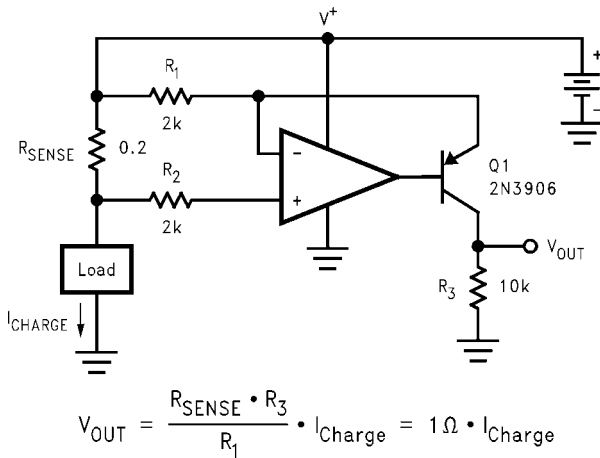 V+
R1
2k
+
-
RSENSE
0.2
-
Q1
2N3906
R2
2k
+
Load
VOUT
ICHARGE
R3
10k
VOUT = RSENSE • R3 / R1 • ICharge = 1Ω • ICharge